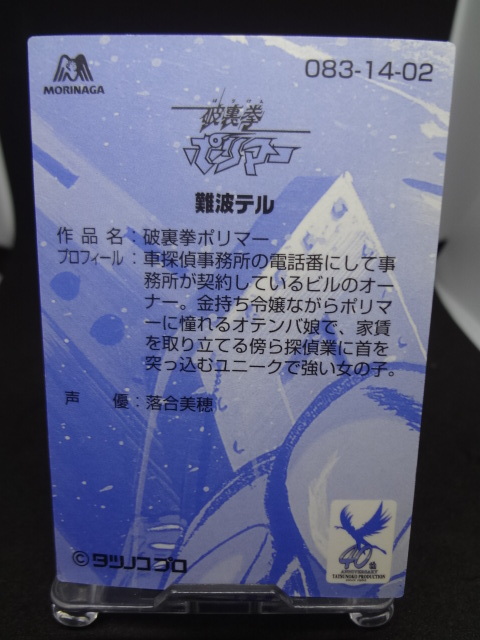 MORINAGA
083-14-02
破裏拳
ポリマー
難波テル
作品名：破裏拳ポリマー
プロフィール：車探偵事務所の電話番にして事
務所が契約しているビルのオ
ーナー。金持ち令嬢ながらポリマ
ーに憧れるオテンバ娘で、家賃
を取り立てる傍ら探偵業に首を
突っ込むユニークで強い女の子。
声　優：落合美穂
©タツノコプロ
40th
ANNIVERSARY
TATSUNOKO PRODUCTION